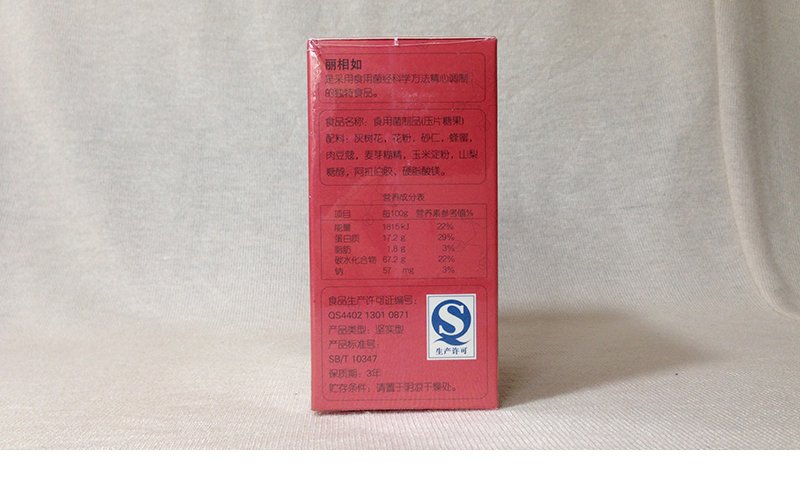 丽相如
是采用食用菌经科学方法精心调制
的独特食品。
食品名称：食用菌制品(压片糖果)
配料：灰树花，花粉，砂仁，蜂蜜，
肉豆蔻，麦芽糊精，玉米淀粉，山梨
糖醇，阿拉伯胶，硬脂酸镁。
营养成分表
项目 每100g 营养素参考值%
能量 1815kJ 22%
蛋白质 17.2 g 29%
脂肪 1.8 g 3%
碳水化合物 67.2 g 22%
钠 57 mg 3%
食品生产许可证编号：
QS4402 1301 0871
产品类型：坚实型
产品标准号：
SB/T 10347
保质期：3年
贮存条件：请置于阴凉干燥处。
S
生产许可